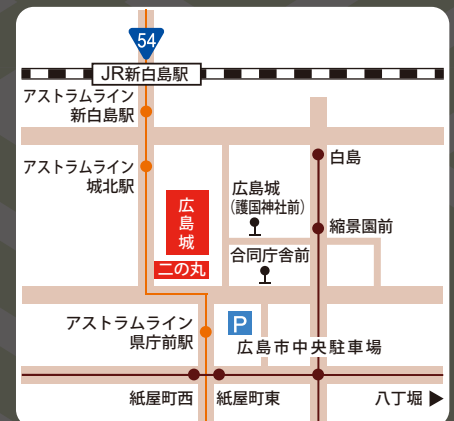 54
JR新白島駅
アストラムライン
新白島駅
白島
アストラムライン
城北駅
広島城
広島城
(護国神社前)
縮景園前
合同庁舎前
二の丸
アストラムライン
県庁前駅
P
広島市中央駐車場
紙屋町西
紙屋町東
八丁堀 ▶